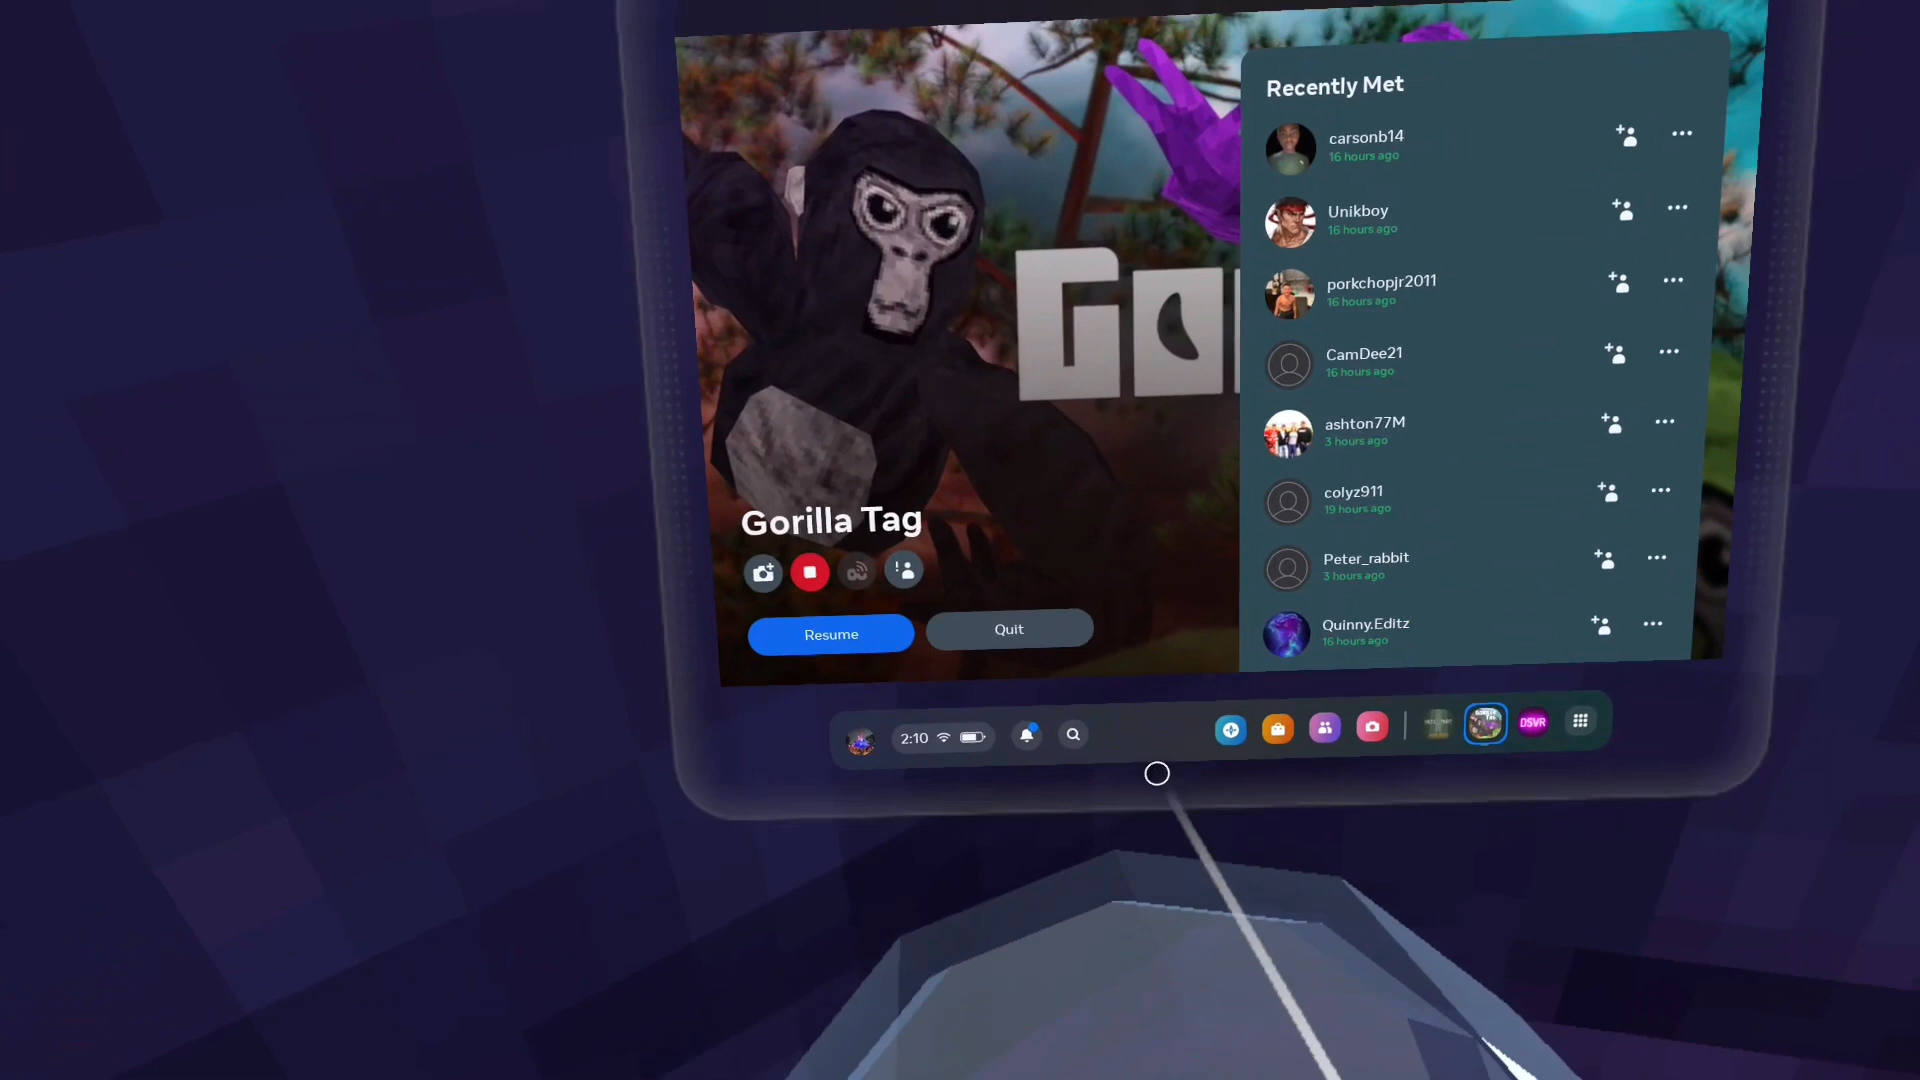 Recently Met
carsonb14
16 hours ago
Unikboy
16 hours ago
porkchopjr2011
16 hours ago
CamDee21
16 hours ago
ashton77M
3 hours ago
colyz911
19 hours ago
Peter_rabbit
3 hours ago
Quinny.Editz
16 hours ago
Go
Gorilla Tag
Resume
Quit
2:10
DSVR